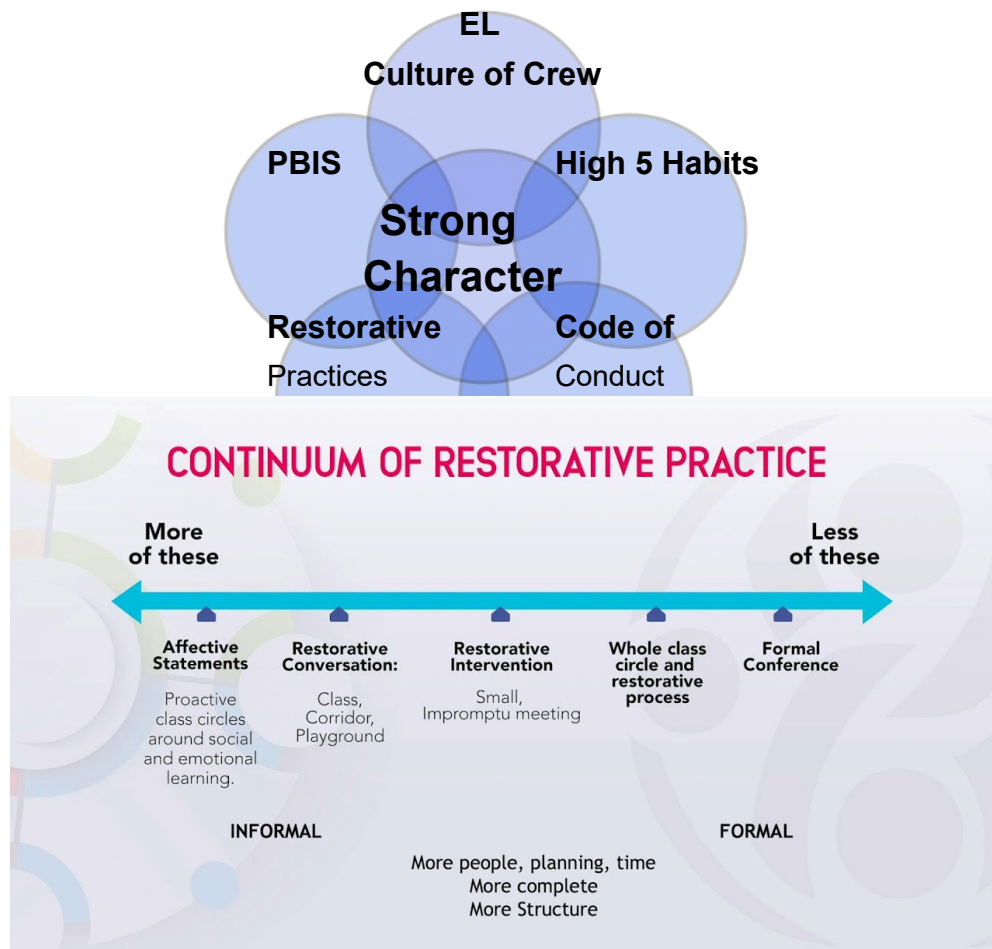 EL
Culture of Crew
PBIS
High 5 Habits
Strong
Character
Restorative
Practices
Code of
Conduct
CONTINUUM OF RESTORATIVE PRACTICE
More
of these
Less
of these
Affective
Statements
Proactive
class circles
around social
and emotional
learning.
Restorative
Conversation:
Class,
Corridor,
Playground
Restorative
Intervention
Small,
Impromptu meeting
Whole class
circle and
restorative
process
Formal
Conference
INFORMAL
FORMAL
More people, planning, time
More complete
More Structure